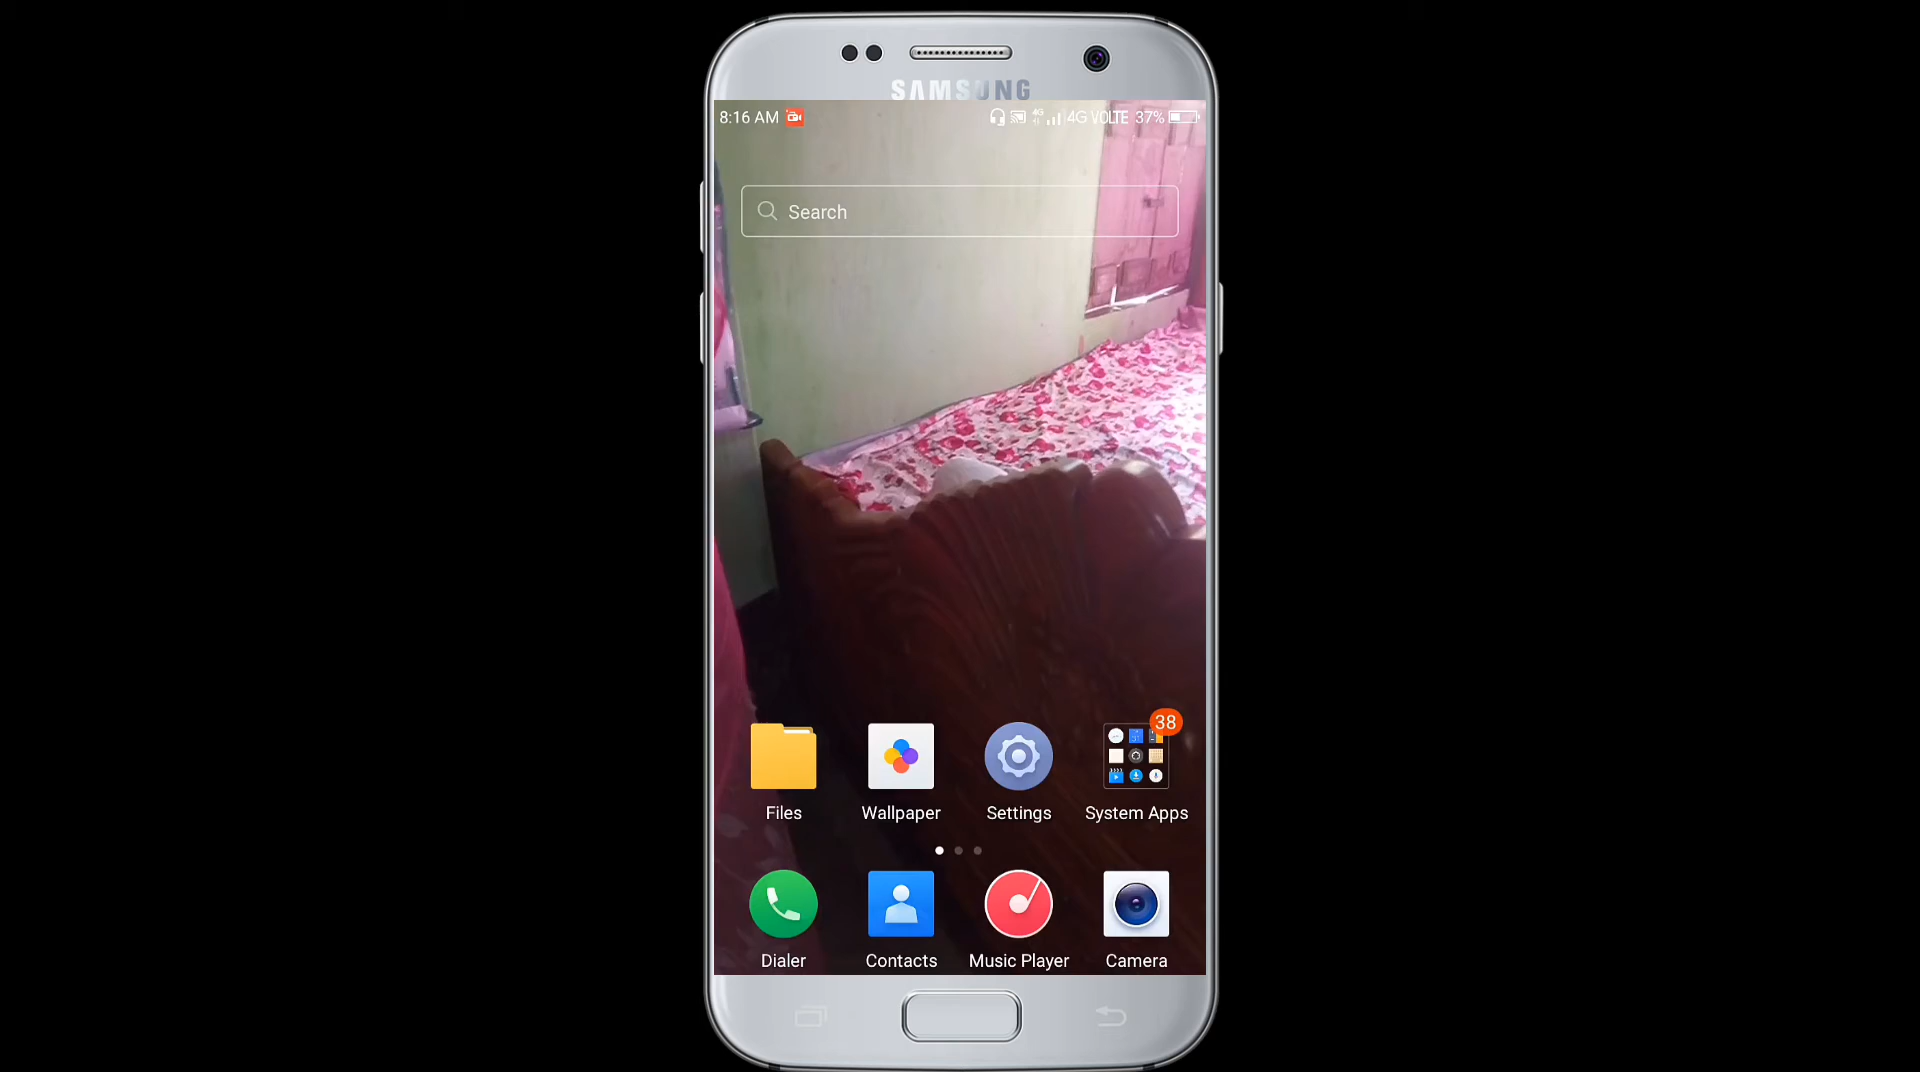 SAMSUNG
8:16 AM 4G 4G VOLTE 37%
Search
38
Files Wallpaper Settings System Apps
Dialer Contacts Music Player Camera